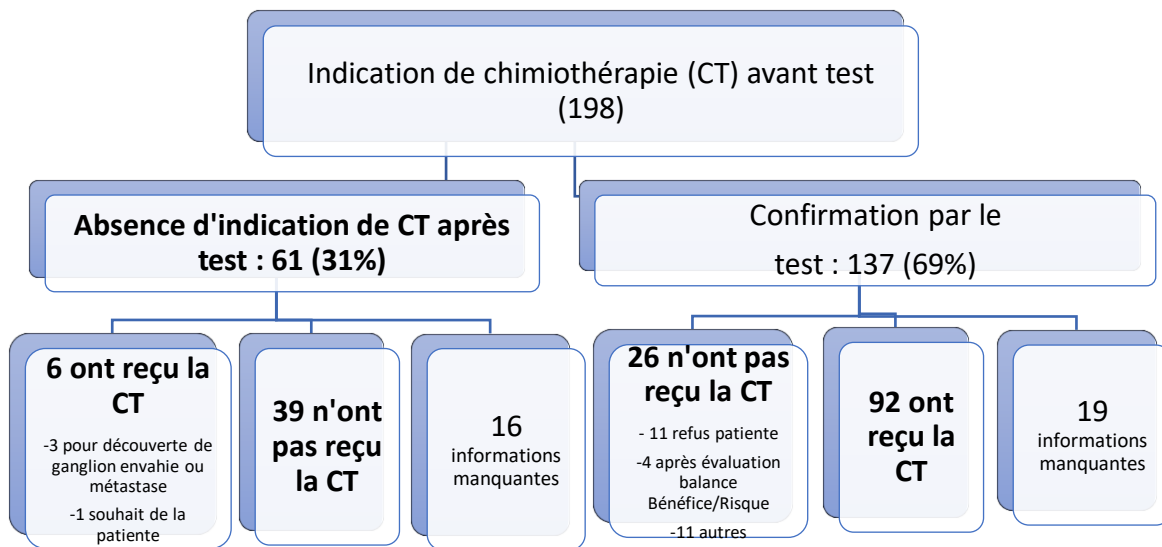 Indication de chimiothérapie (CT) avant test
(198)
Absence d'indication de CT après
test : 61 (31%)
Confirmation par le
test : 137 (69%)
6 ont reçu la
CT
-3 pour découverte de
ganglion envahie ou
métastase
-1 souhait de la
patiente
39 n'ont
pas reçu
la CT
16
informations
manquantes
26 n'ont pas
reçu la CT
- 11 refus patiente
-4 après évaluation
balance
Bénéfice/Risque
-11 autres
92 ont
reçu la
CT
19
informations
manquantes